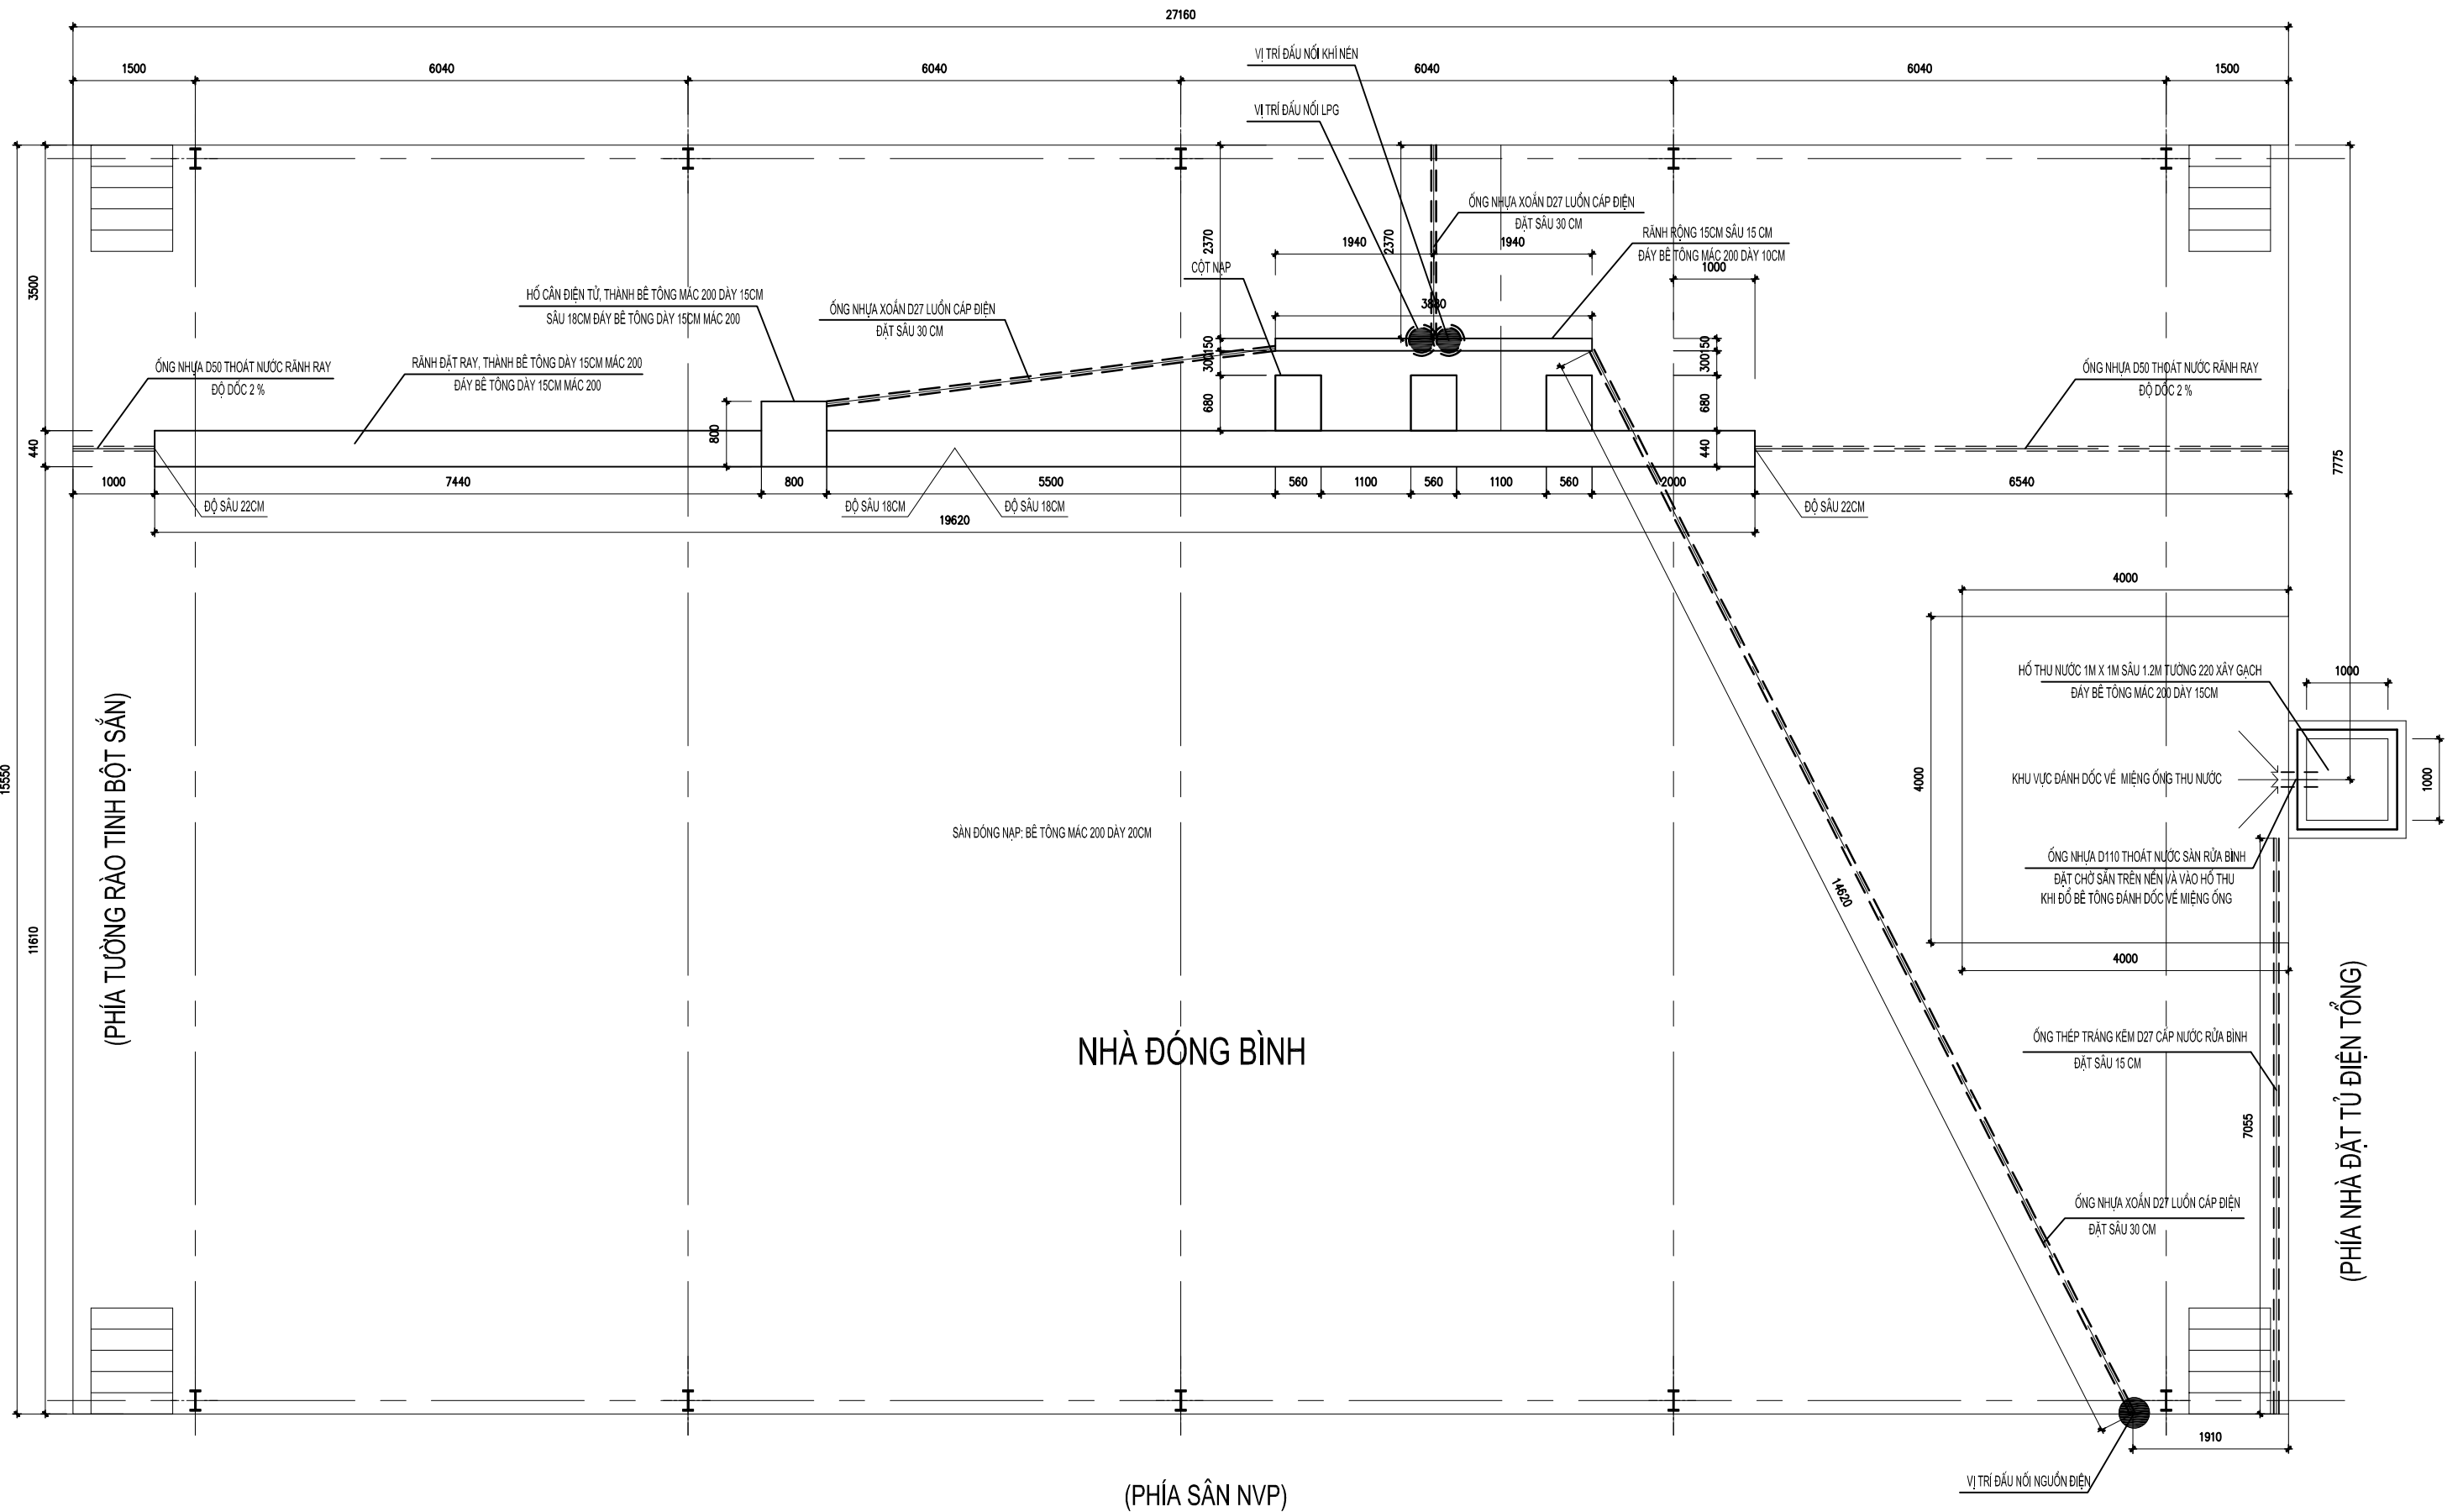 27160
1500
6040
6040
6040
6040
1500
VỊ TRÍ ĐẤU NỐI KHÍ NÉN
VỊ TRÍ ĐẤU NỐI LPG
ỐNG NHỰA XOẮN D27 LUỒN CÁP ĐIỆN
ĐẶT SÂU 30 CM
2370
2370
1940
1940
RÃNH RỘNG 15CM SÂU 15 CM
ĐÁY BÊ TÔNG MÁC 200 DÀY 10CM
1000
CỘT NẠP
3880
3500
HỐ CÂN ĐIỆN TỬ, THÀNH BÊ TÔNG MÁC 200 DÀY 15CM
SÂU 18CM ĐÁY BÊ TÔNG DÀY 15CM MÁC 200
ỐNG NHỰA XOẮN D27 LUỒN CÁP ĐIỆN
ĐẶT SÂU 30 CM
150
300
680
150
300
680
440
ỐNG NHỰA D50 THOÁT NƯỚC RÃNH RAY
ĐỘ DỐC 2 %
RÃNH ĐẶT RAY, THÀNH BÊ TÔNG DÀY 15CM MÁC 200
ĐÁY BÊ TÔNG DÀY 15CM MÁC 200
ỐNG NHỰA D50 THOÁT NƯỚC RÃNH RAY
ĐỘ DỐC 2 %
440
800
7775
1000
7440
800
5500
560
1100
560
1100
560
2000
6540
ĐỘ SÂU 22CM
ĐỘ SÂU 18CM
ĐỘ SÂU 18CM
ĐỘ SÂU 22CM
19620
4000
HỐ THU NƯỚC 1M X 1M SÂU 1.2M TƯỜNG 220 XÂY GẠCH
ĐÁY BÊ TÔNG MÁC 200 DÀY 15CM
1000
1000
4000
KHU VỰC ĐÁNH DỐC VỀ MIỆNG ỐNG THU NƯỚC
15550
(PHÍA TƯỜNG RÀO TINH BỘT SẮN)
SÀN ĐÓNG NẠP: BÊ TÔNG MÁC 200 DÀY 20CM
ỐNG NHỰA D110 THOÁT NƯỚC SÀN RỬA BÌNH
ĐẶT CHỜ SẴN TRÊN NỀN VÀ VÀO HỐ THU
KHI ĐỔ BÊ TÔNG ĐÁNH DỐC VỀ MIỆNG ỐNG
14620
11610
4000
NHÀ ĐÓNG BÌNH
ỐNG THÉP TRÁNG KẼM D27 CẤP NƯỚC RỬA BÌNH
ĐẶT SÂU 15 CM
(PHÍA NHÀ ĐẶT TỦ ĐIỆN TỔNG)
7055
ỐNG NHỰA XOẮN D27 LUỒN CÁP ĐIỆN
ĐẶT SÂU 30 CM
1910
VỊ TRÍ ĐẤU NỐI NGUỒN ĐIỆN
(PHÍA SÂN NVP)